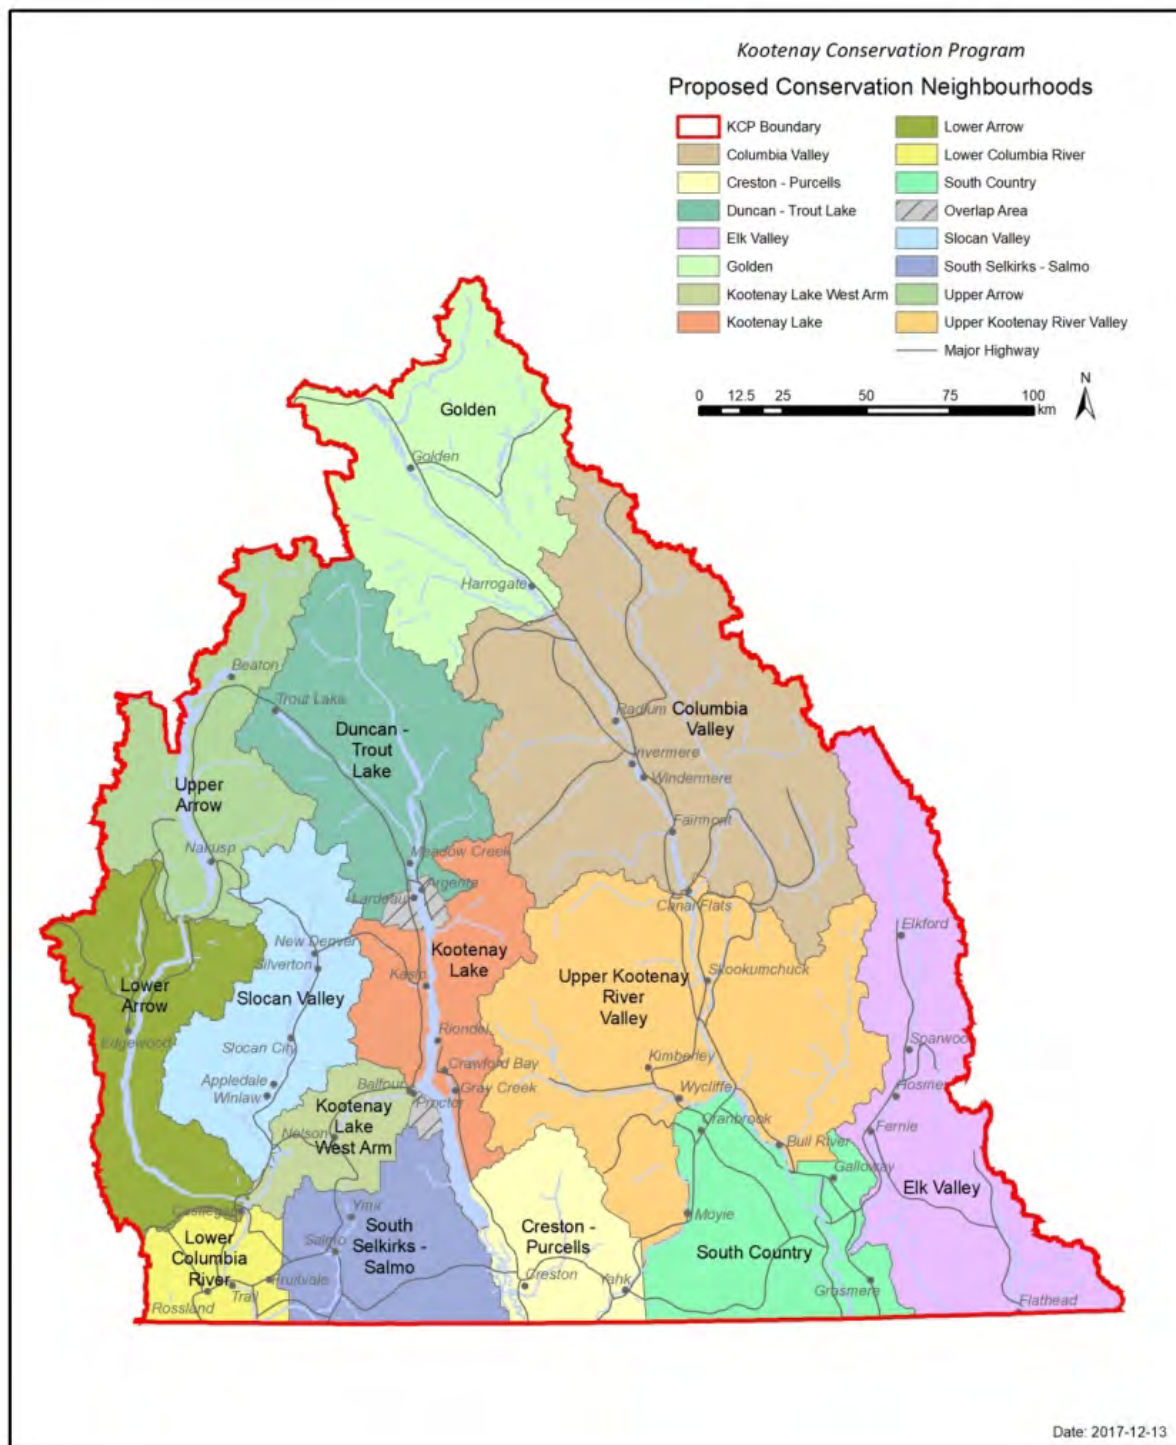 Kootenay Conservation Program
Proposed Conservation Neighbourhoods
KCP Boundary
Columbia Valley
Creston - Purcells
Duncan - Trout Lake
Elk Valley
Golden
Kootenay Lake West Arm
Kootenay Lake
Lower Arrow
Lower Columbia River
South Country
Overlap Area
Slocan Valley
South Selkirks - Salmo
Upper Arrow
Upper Kootenay River Valley
Major Highway
0 12.5 25 50 75 100
km
N
Golden
Golden
Harrogate
Beaton
Trout Lake
Duncan -
Trout
Lake
Radium
Columbia
Valley
Invermere
Windermere
Upper
Arrow
Fairmont
Nakusp
Meadow Creek
Argenta
Lardeau
Canal Flats
Elkford
New Denver
Silverton
Kootenay
Lake
Kaslo
Skookumchuck
Upper Kootenay
River
Valley
Lower
Arrow
Slocan Valley
Edgewood
Slocan City
Riondel
Sparwood
Crawford Bay
Kimberley
Appledale
Winlaw
Balfour
Gray Creek
Proctor
Wycliffe
Hosmer
Kootenay
Lake
West Arm
Nelson
Cranbrook
Bull River
Fernie
Galloway
Elk Valley
Castlegar
Ymir
Moyie
Lower
Columbia
River
Salmo
South
Selkirks -
Salmo
Creston -
Purcells
South Country
Fruitvale
Trail
Rossland
Creston
Yahk
Grasmere
Flathead
Date: 2017-12-13